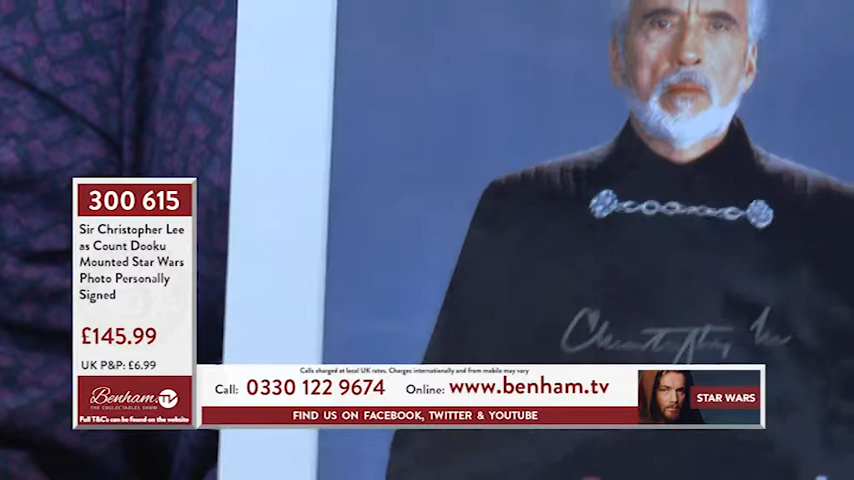 300 615
Sir Christopher Lee
as Count Dooku
Mounted Star Wars
Photo Personally
Signed
£145.99
UK P&P: £6.99
Benham.TV
THE COLLECTABLES SHOW
Full T&C's can be found on the website
Calls charged at local UK rates. Charges internationally and from mobile may vary
Call: 0330 122 9674 Online: www.benham.tv
FIND US ON FACEBOOK, TWITTER & YOUTUBE
STAR WARS
Christopher Lee